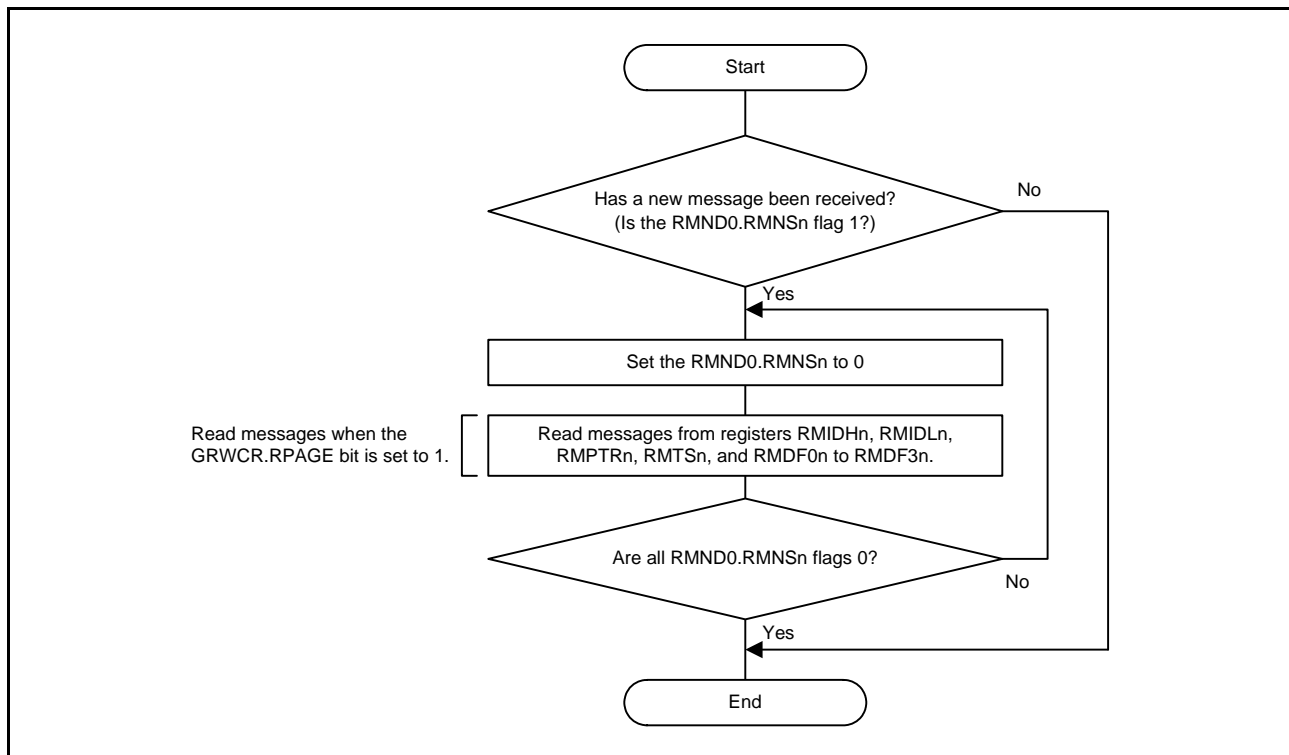 Start
Has a new message been received?
(Is the RMND0.RMNSn flag 1?)
No
Yes
Set the RMND0.RMNSn to 0
Read messages when the
GRWCR.RPAGE bit is set to 1.
Read messages from registers RMIDHn, RMIDLn,
RMPTRn, RMTSn, and RMDF0n to RMDF3n.
Are all RMND0.RMNSn flags 0?
No
Yes
End